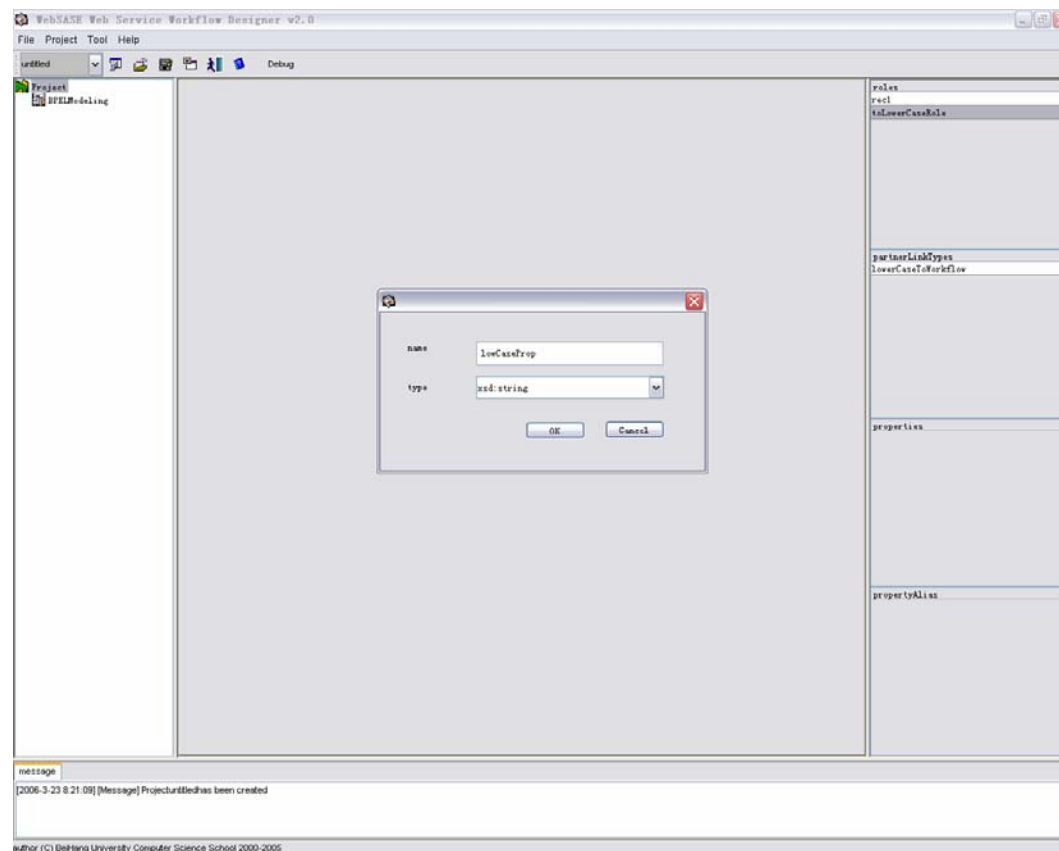 WebSASE Web Service Workflow Designer v2.0
File Project Tool Help
untitled
Debug
Project
BPELModeling
roles
rec1
toLowerCaseRole
partnerLinkTypes
lowerCaseToWorkflow
name
lowCaseProp
type
xsd:string
OK Cancel
properties
propertyAlias
message
[2006-3-23 8:21:09] [Message] Projectuntitledhas been created
author (C) BeiHang University Computer Science School 2000-2005